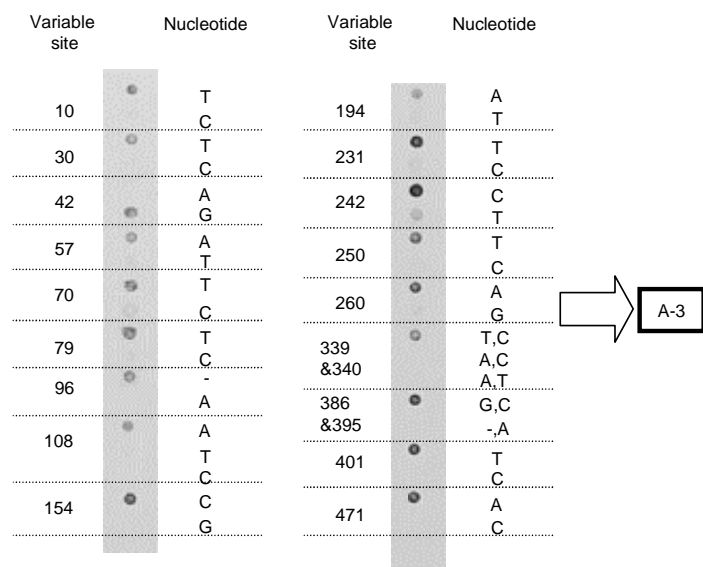 Variable site
Nucleotide
10
T
C
30
T
C
42
A
G
57
A
T
70
T
C
79
T
C
96
-
A
108
A
T
C
154
C
G
Variable site
Nucleotide
194
A
T
231
T
C
242
C
T
250
T
C
260
A
G
339
&340
T,C
A,C
A,T
386
&395
G,C
-,A
401
T
C
471
A
C
A-3